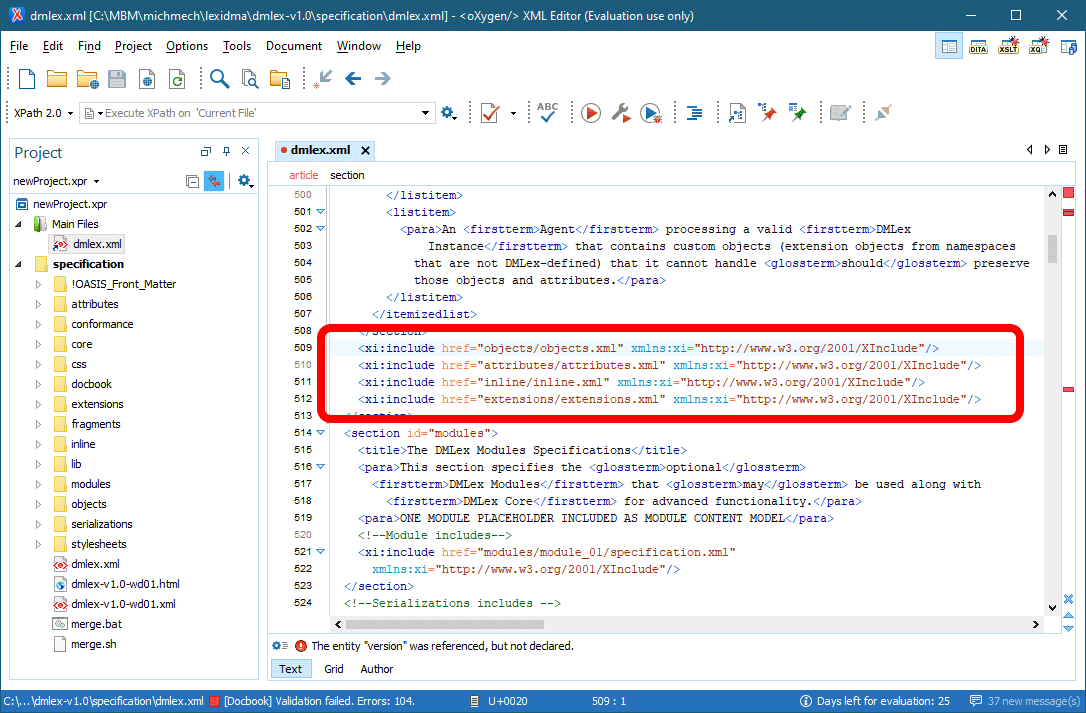 dmlex.xml [C:\MBM\michmech\lexidma\dmlex-v1.0\specification\dmlex.xml] - <oXygen/> XML Editor (Evaluation use only)
File Edit Find Project Options Tools Document Window Help
DITA XSLT XQ
XPath 2.0 Execute XPath on 'Current File' ABC
Project
newProject.xpr
newProject.xpr
Main Files
dmlex.xml
specification
!OASIS_Front_Matter
attributes
conformance
core
css
docbook
extensions
fragments
inline
lib
modules
objects
serializations
stylesheets
dmlex.xml
dmlex-v1.0-wd01.html
dmlex-v1.0-wd01.xml
merge.bat
merge.sh
dmlex.xml
article section
500 </listitem>
501 <listitem>
502 <para>An <firstterm>Agent</firstterm> processing a valid <firstterm>DMLex
503 Instance</firstterm> that contains custom objects (extension objects from namespaces
504 that are not DMLex-defined) that it cannot handle <glossterm>should</glossterm> preserve
505 those objects and attributes.</para>
506 </listitem>
507 </itemizedlist>
508 </section>
509 <xi:include href="objects/objects.xml" xmlns:xi="http://www.w3.org/2001/XInclude"/>
510 <xi:include href="attributes/attributes.xml" xmlns:xi="http://www.w3.org/2001/XInclude"/>
511 <xi:include href="inline/inline.xml" xmlns:xi="http://www.w3.org/2001/XInclude"/>
512 <xi:include href="extensions/extensions.xml" xmlns:xi="http://www.w3.org/2001/XInclude"/>
513 </section>
514 <section id="modules">
515 <title>The DMLex Modules Specifications</title>
516 <para>This section specifies the <glossterm>optional</glossterm>
517 <firstterm>DMLex Modules</firstterm> that <glossterm>may</glossterm> be used along with
518 <firstterm>DMLex Core</firstterm> for advanced functionality.</para>
519 <para>ONE MODULE PLACEHOLDER INCLUDED AS MODULE CONTENT MODEL</para>
520 <!--Module includes-->
521 <xi:include href="modules/module_01/specification.xml"
522 xmlns:xi="http://www.w3.org/2001/XInclude"/>
523 </section>
524 <!--Serializations includes -->
The entity "version" was referenced, but not declared.
Text Grid Author
C:\...\dmlex-v1.0\specification\dmlex.xml [Docbook] Validation failed. Errors: 104. U+0020 509 : 1 Days left for evaluation: 25 37 new message(s)